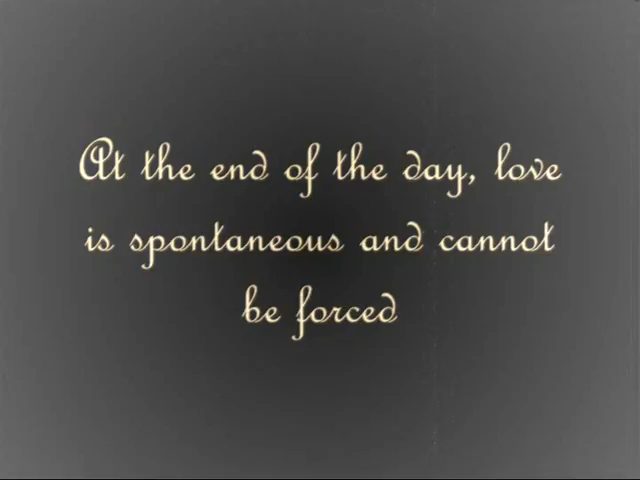 At the end of the day, love
is spontaneous and cannot
be forced